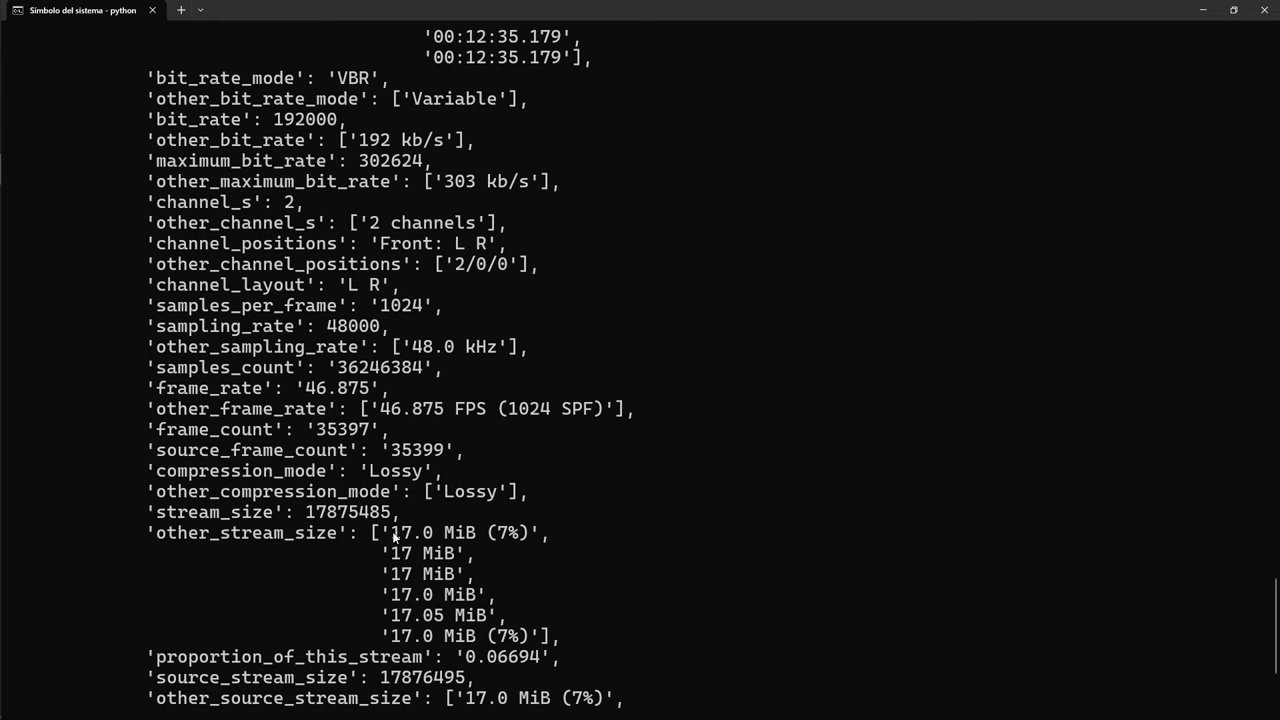 Símbolo del sistema - python
'00:12:35.179',
'00:12:35.179'],
'bit_rate_mode': 'VBR',
'other_bit_rate_mode': ['Variable'],
'bit_rate': 192000,
'other_bit_rate': ['192 kb/s'],
'maximum_bit_rate': 302624,
'other_maximum_bit_rate': ['303 kb/s'],
'channel_s': 2,
'other_channel_s': ['2 channels'],
'channel_positions': 'Front: L R',
'other_channel_positions': ['2/0/0'],
'channel_layout': 'L R',
'samples_per_frame': '1024',
'sampling_rate': 48000,
'other_sampling_rate': ['48.0 kHz'],
'samples_count': '36246384',
'frame_rate': '46.875',
'other_frame_rate': ['46.875 FPS (1024 SPF)'],
'frame_count': '35397',
'source_frame_count': '35399',
'compression_mode': 'Lossy',
'other_compression_mode': ['Lossy'],
'stream_size': 17875485,
'other_stream_size': ['17.0 MiB (7%)',
'17 MiB',
'17 MiB',
'17.0 MiB',
'17.05 MiB',
'17.0 MiB (7%)'],
'proportion_of_this_stream': '0.06694',
'source_stream_size': 17876495,
'other_source_stream_size': ['17.0 MiB (7%)',